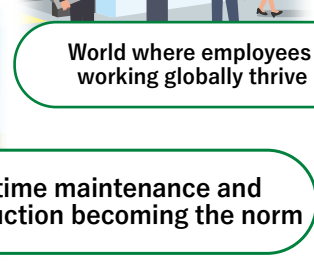 World where employees
working globally thrive
time maintenance and
uction becoming the norm